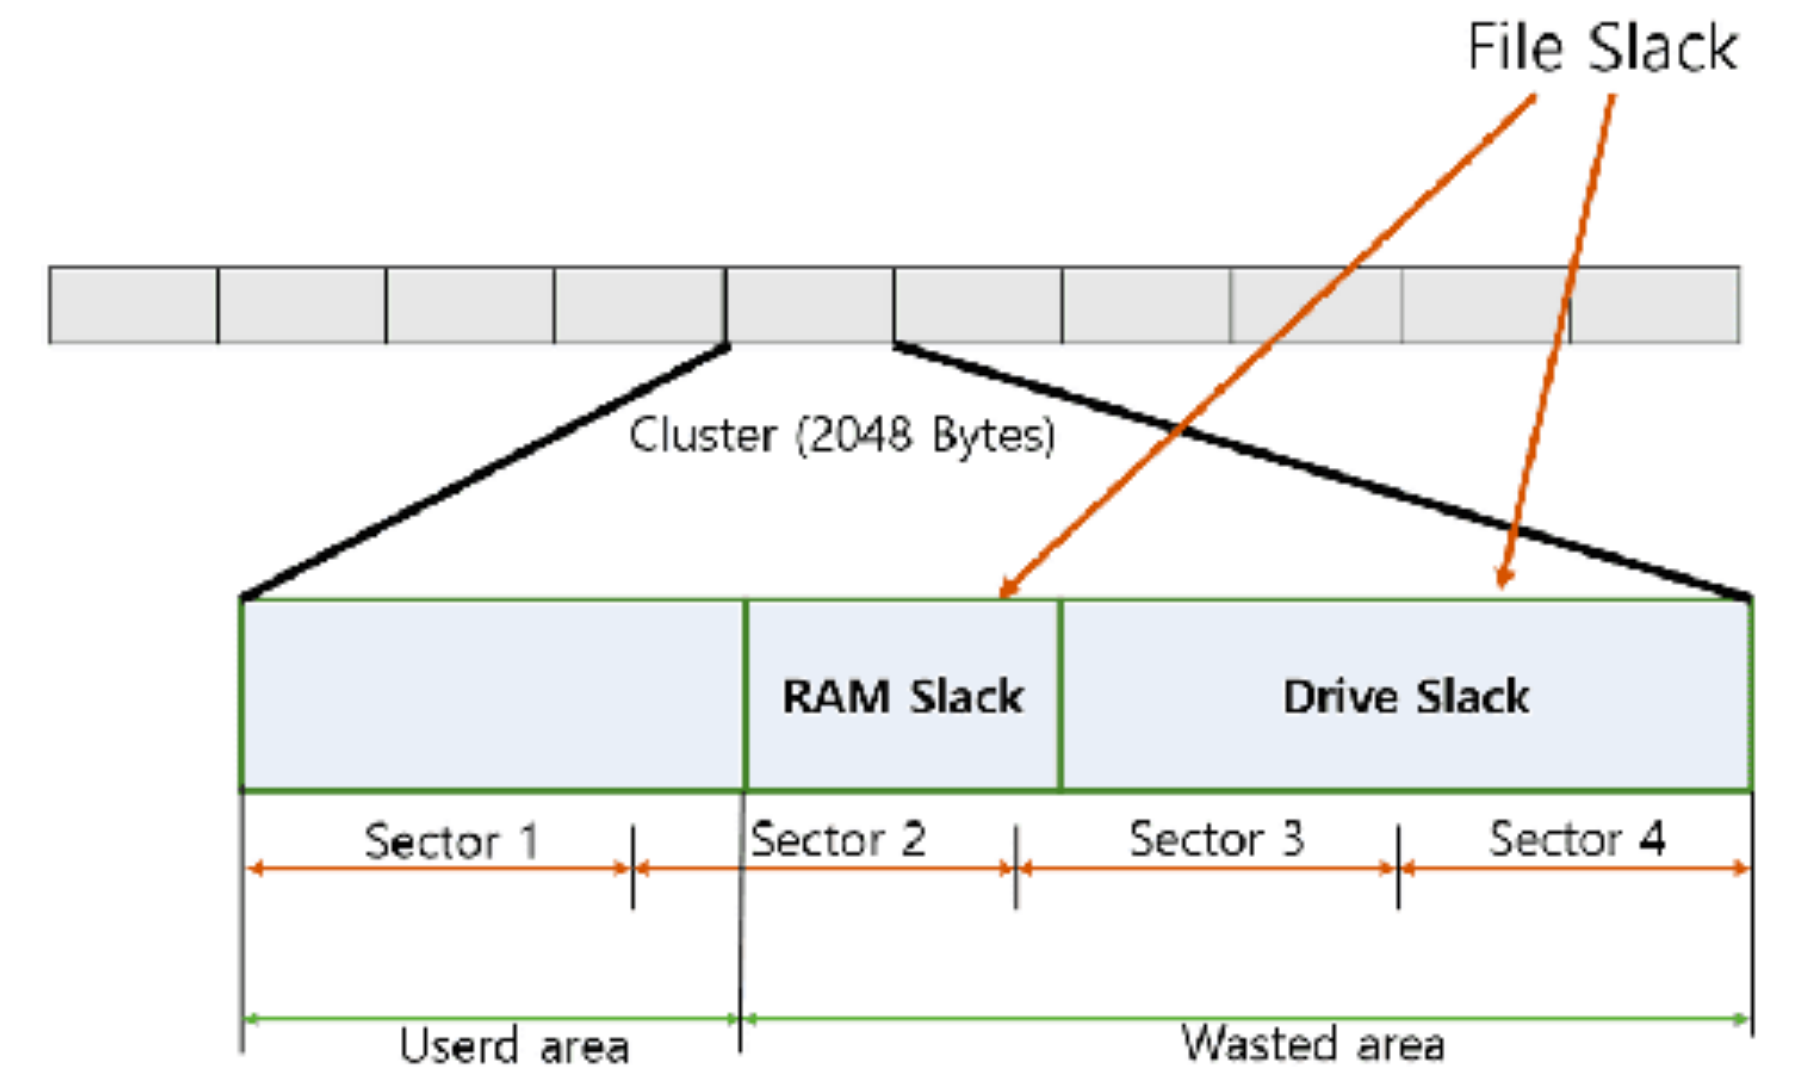 File Slack
Cluster (2048 Bytes)
RAM Slack
Drive Slack
Sector 1
Sector 2
Sector 3
Sector 4
Userd area
Wasted area